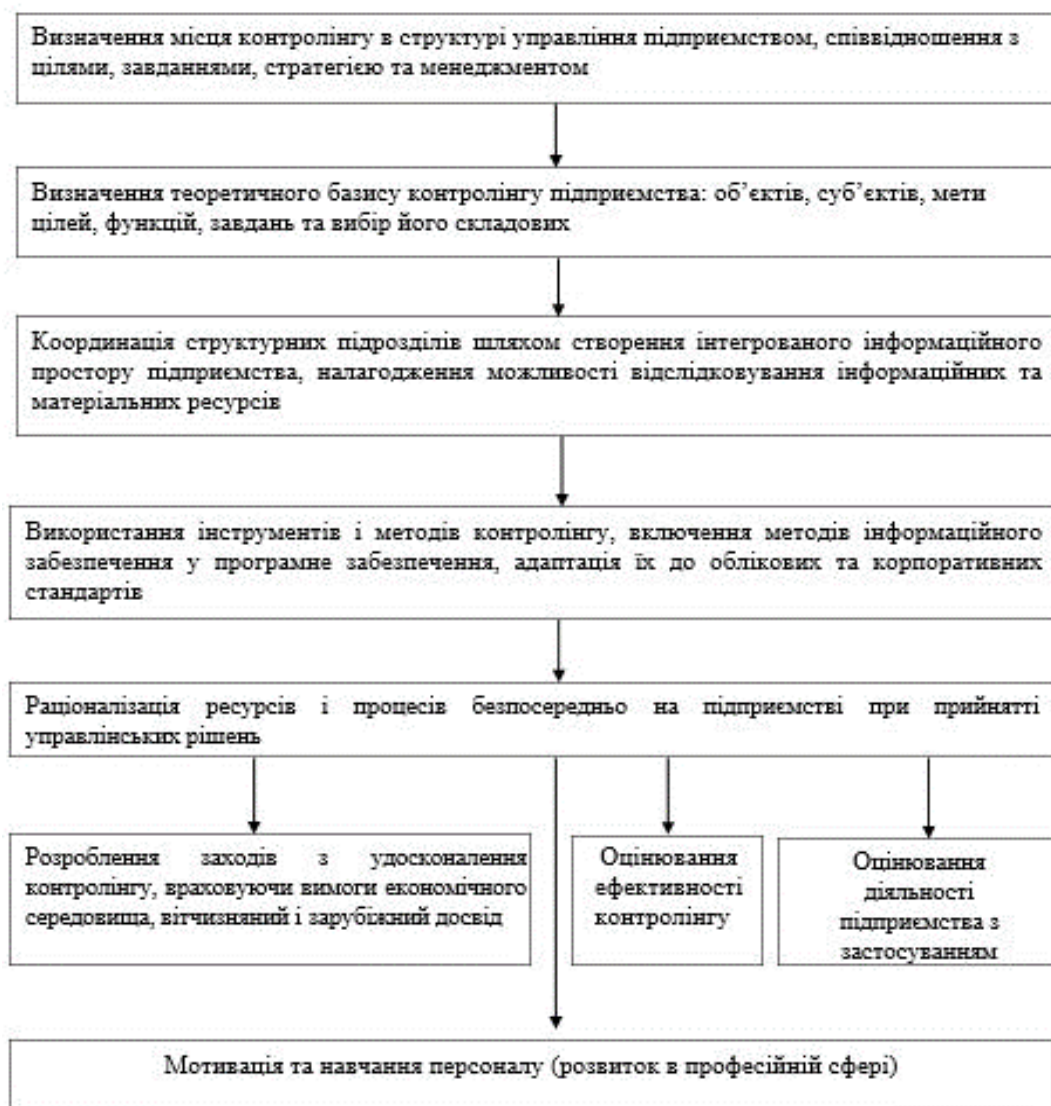 Визначення місця контролінгу в структурі управління підприємством, співвідношення з
цілями, завданнями, стратегією та менеджментом
Визначення теоретичного базису контролінгу підприємства: об’єктів, суб’єктів, мети
цілей, функцій, завдань та вибір його складових
Координація структурних підрозділів шляхом створення інтегрованого інформаційного
простору підприємства, налагодження можливості відслідковування інформаційних та
матеріальних ресурсів
Використання інструментів і методів контролінгу, включення методів інформаційного
забезпечення у програмне забезпечення, адаптація їх до облікових та корпоративних
стандартів
Раціоналізація ресурсів і процесів безпосередньо на підприємстві при прийнятті
управлінських рішень
Розроблення заходів з удосконалення
контролінгу, враховуючи вимоги економічного
середовища, вітчизняний і зарубіжний досвід
Оцінювання
ефективності
контролінгу
Оцінювання
діяльності
підприємства з
застосуванням
Мотивація та навчання персоналу (розвиток в професійній сфері)